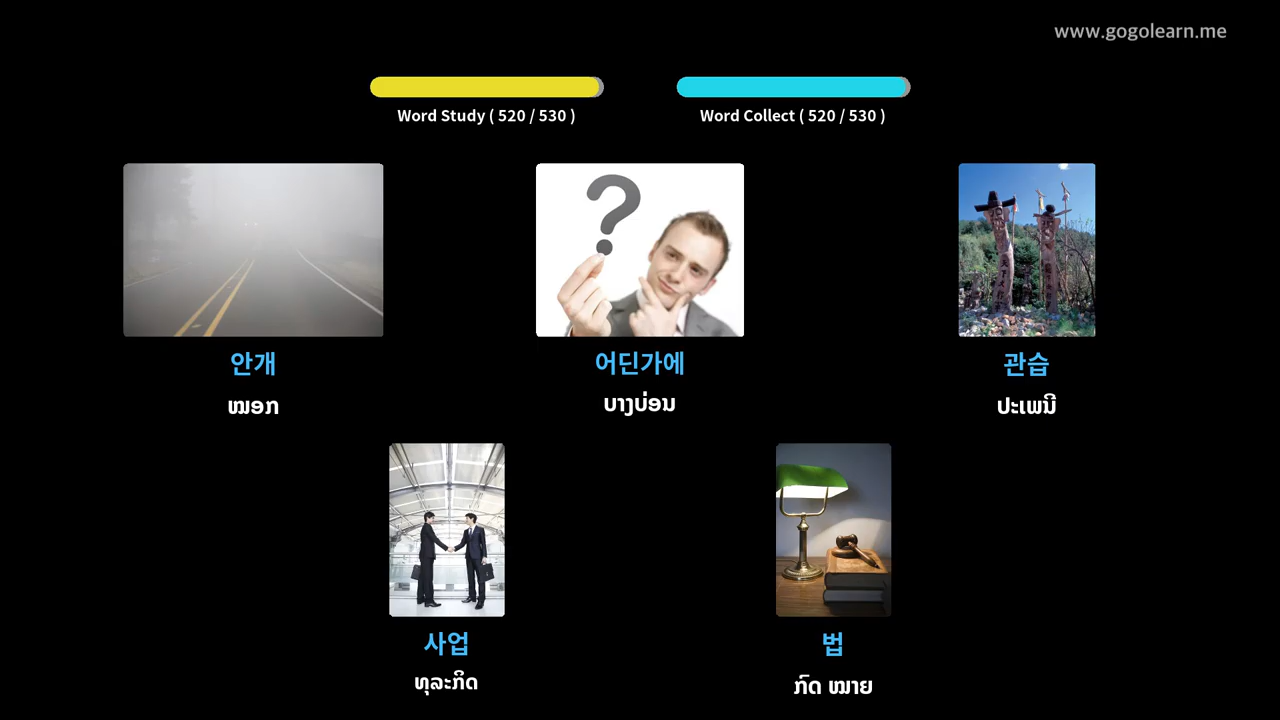 www.gogolearn.me
Word Study ( 520 / 530 )
Word Collect ( 520 / 530 )
안개
ໝອກ
어딘가에
ບາງບ່ອນ
관습
ປະເພນີ
사업
ທຸລະກິດ
법
ກົດ ໝາຍ